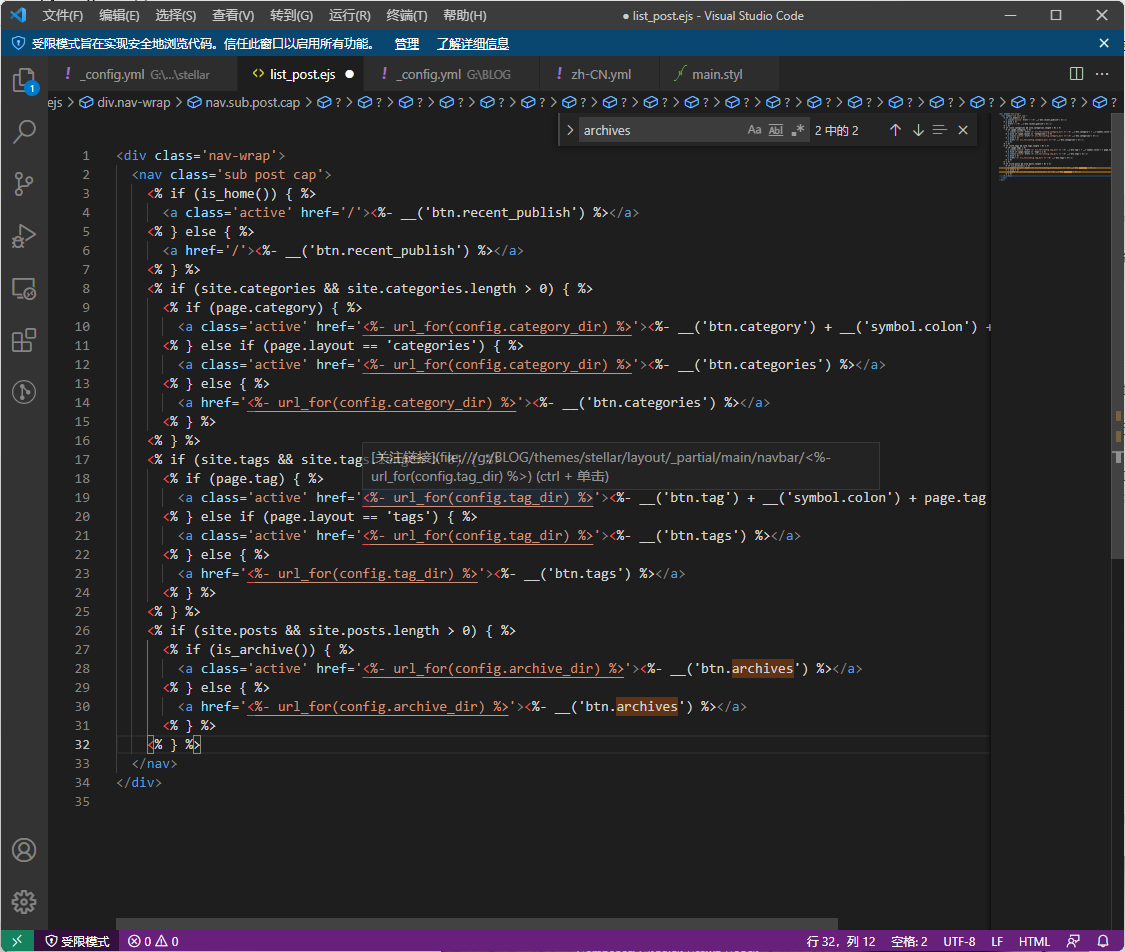 文件(F) 编辑(E) 选择(S) 查看(V) 转到(G) 运行(R) 终端(T) 帮助(H) ● list_post.ejs - Visual Studio Code
受限模式旨在实现安全地浏览代码。信任此窗口以启用所有功能。 管理 了解详细信息
! _config.yml G:\...\stellar <> list_post.ejs ● ! _config.yml G:\BLOG ! zh-CN.yml main.styl
ejs > div.nav-wrap > nav.sub.post.cap > ? > ? > ? > ? > ? > ? > ? > ? > ? > ? > ? > ? > ? > ? > ? > ? > ? > ? > ? > ?
> archives Aa Abl .* 2 中的 2
1 <div class='nav-wrap'>
2 <nav class='sub post cap'>
3 <% if (is_home()) { %>
4 <a class='active' href='/'><%- __('btn.recent_publish') %></a>
5 <% } else { %>
6 <a href='/'><%- __('btn.recent_publish') %></a>
7 <% } %>
8 <% if (site.categories && site.categories.length > 0) { %>
9 <% if (page.category) { %>
10 <a class='active' href='<%- url_for(config.category_dir) %>'><%- __('btn.category') + __('symbol.colon') +
11 <% } else if (page.layout == 'categories') { %>
12 <a class='active' href='<%- url_for(config.category_dir) %>'><%- __('btn.categories') %></a>
13 <% } else { %>
14 <a href='<%- url_for(config.category_dir) %>'><%- __('btn.categories') %></a>
15 <% } %>
16 <% } %>
[关注链接](file:///g:/BLOG/themes/stellar/layout/_partial/main/navbar/<%-
url_for(config.tag_dir) %>) (ctrl + 单击)
17 <% if (site.tags && site.tags
18 <% if (page.tag) { %>
19 <a class='active' href='<%- url_for(config.tag_dir) %>'><%- __('btn.tag') + __('symbol.colon') + page.tag
20 <% } else if (page.layout == 'tags') { %>
21 <a class='active' href='<%- url_for(config.tag_dir) %>'><%- __('btn.tags') %></a>
22 <% } else { %>
23 <a href='<%- url_for(config.tag_dir) %>'><%- __('btn.tags') %></a>
24 <% } %>
25 <% } %>
26 <% if (site.posts && site.posts.length > 0) { %>
27 <% if (is_archive()) { %>
28 <a class='active' href='<%- url_for(config.archive_dir) %>'><%- __('btn.archives') %></a>
29 <% } else { %>
30 <a href='<%- url_for(config.archive_dir) %>'><%- __('btn.archives') %></a>
31 <% } %>
32 <% } %>
33 </nav>
34 </div>
35
1
受限模式 0 0 行 32，列 12 空格: 2 UTF-8 LF HTML